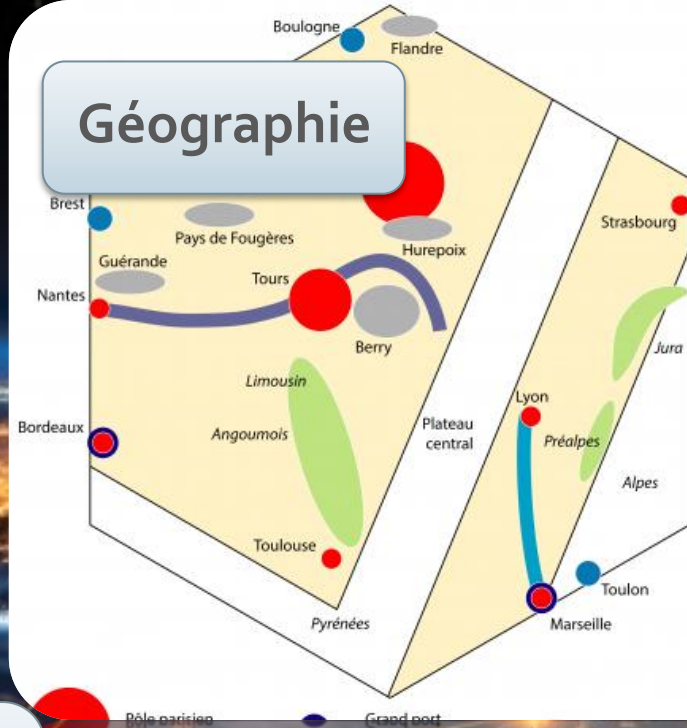 Boulogne
Flandre
Géographie
Brest
Pays de Fougères
Strasbourg
Hurepoix
Guérande
Tours
Nantes
Berry
Jura
Limousin
Lyon
Bordeaux
Angoumois
Plateau
central
Préalpes
Alpes
Toulouse
Toulon
Pyrénées
Marseille
Pôle parisien
Grand port